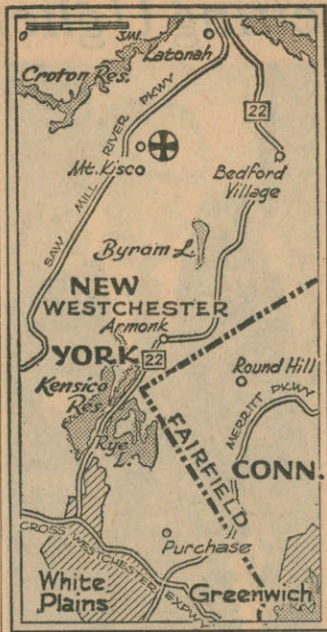 0 3MI.
Katonah
Croton Res.
SAW MILL RIVER PKWY
22
Mt. Kisco
Bedford
Village
Byram L.
NEW
WESTCHESTER
Armonk
YORK
22
Kensico
Res.
Round Hill
MERRITT PKWY
Rye
L.
FAIRFIELD
CONN.
CROSS WESTCHESTER EXPWY
Purchase
White
Plains
Greenwich